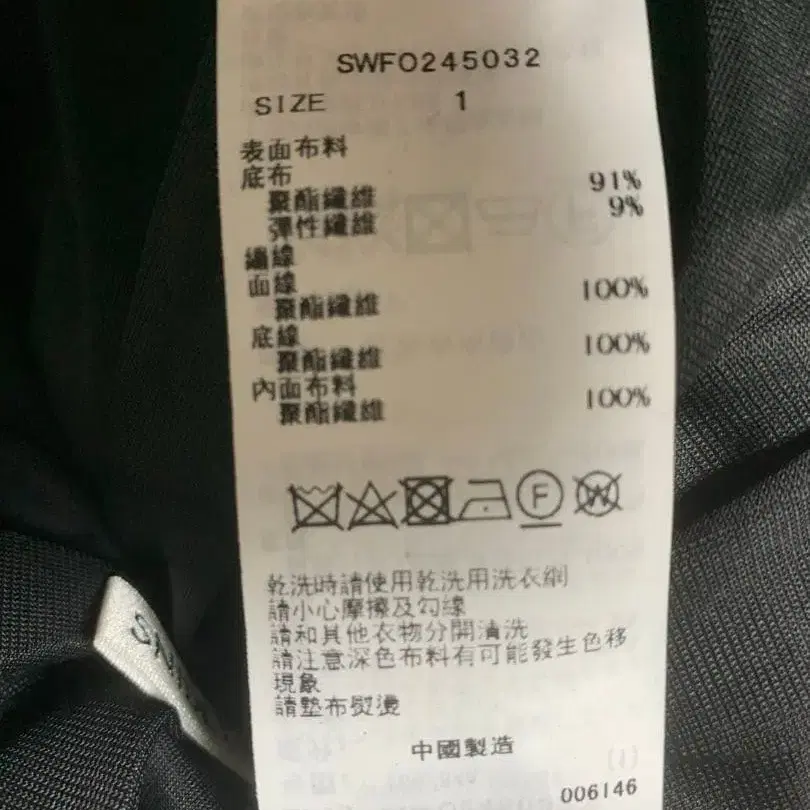 SWFO245032
SIZE 1
表面布料
底布
聚酯纖維 91%
彈性纖維 9%
繡線
面線
聚酯纖維 100%
底線
聚酯纖維 100%
內面布料
聚酯纖維 100%
F W
乾洗時請使用乾洗用洗衣網
請小心摩擦及勾線
請和其他衣物分開清洗
請注意深色布料有可能發生色移
現象
請墊布熨燙
中國製造
006146